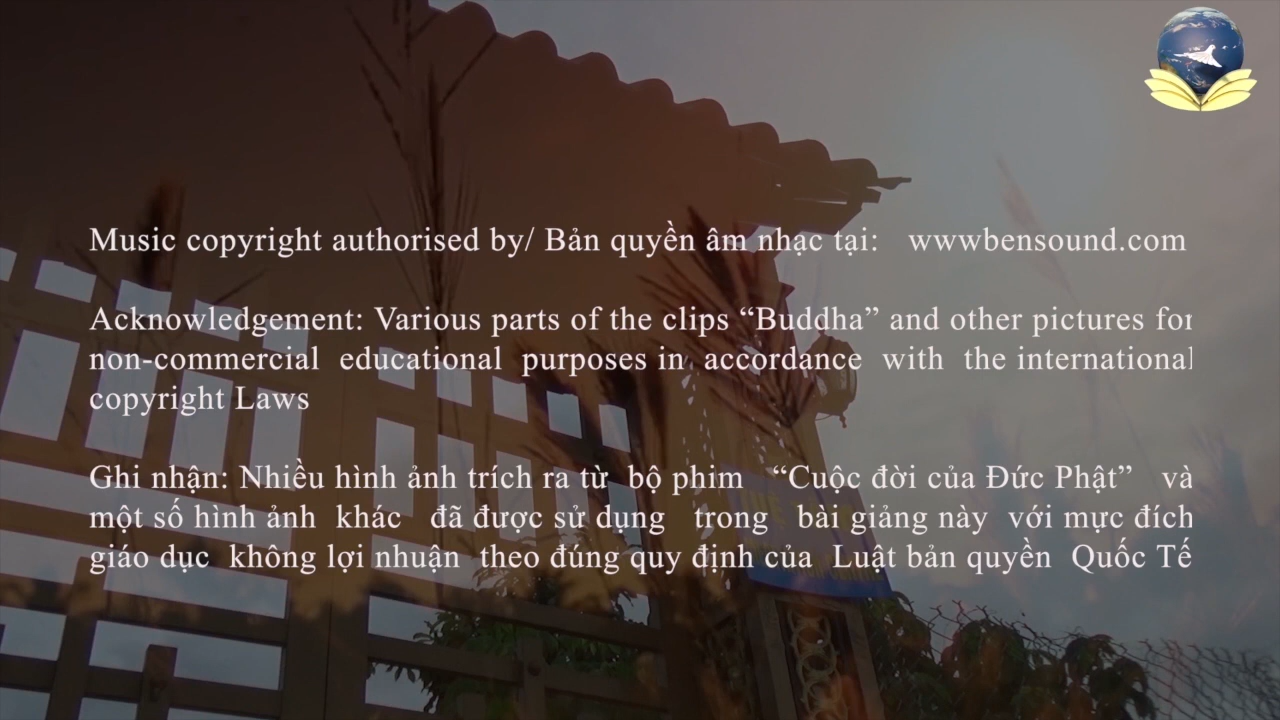 Music copyright authorised by/ Bản quyền âm nhạc tại: wwwbensound.com
Acknowledgement: Various parts of the clips “Buddha” and other pictures for
non-commercial educational purposes in accordance with the international
copyright Laws
Ghi nhận: Nhiều hình ảnh trích ra từ bộ phim “Cuộc đời của Đức Phật” và
một số hình ảnh khác đã được sử dụng trong bài giảng này với mực đích
giáo dục không lợi nhuận theo đúng quy định của Luật bản quyền Quốc Tế